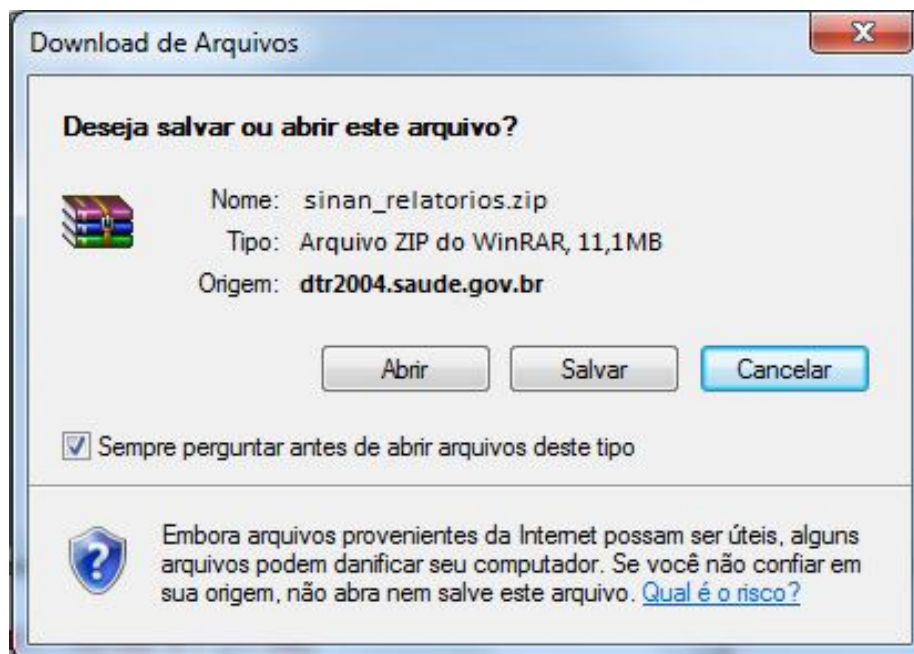 Download de Arquivos
Deseja salvar ou abrir este arquivo?
Nome: sinan_relatorios.zip
Tipo: Arquivo ZIP do WinRAR, 11,1MB
Origem: dtr2004.saude.gov.br
Abrir Salvar Cancelar
Sempre perguntar antes de abrir arquivos deste tipo
Embora arquivos provenientes da Internet possam ser úteis, alguns
arquivos podem danificar seu computador. Se você não confiar em
sua origem, não abra nem salve este arquivo. Qual é o risco?